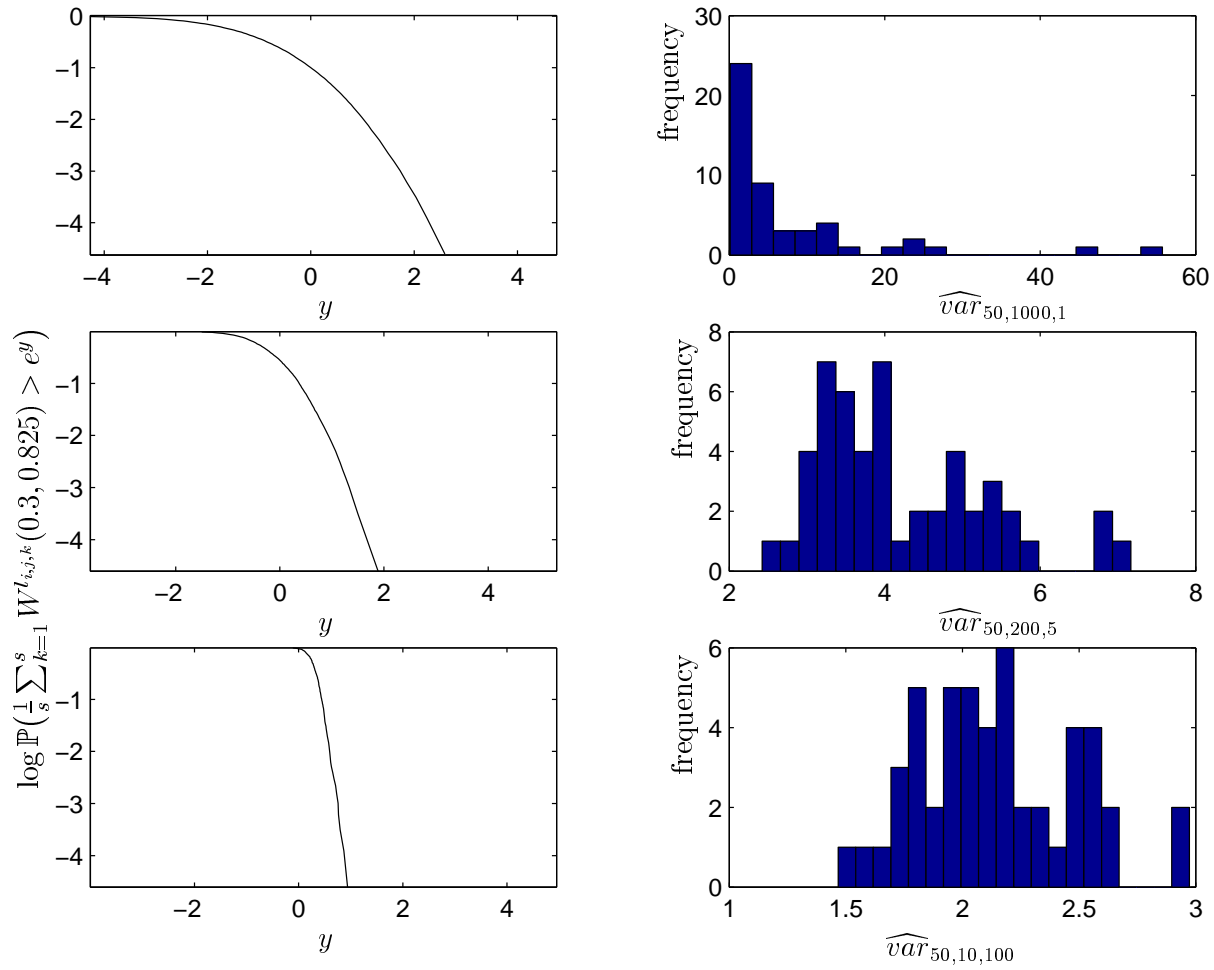 0
−1
−2
−3
−4
−4 −2 0 2 4
y
30
20
10
0
frequency
0 20 40 60
\widehat{var}_{50,1000,1}
log ℙ(\frac{1}{s} \sum_{k=1}^{s} W^{l_{i,j,k}}(0.3, 0.825) > e^y)
−1
−2
−3
−4
−2 0 2 4
y
8
6
4
2
0
frequency
2 4 6 8
\widehat{var}_{50,200,5}
−1
−2
−3
−4
−2 0 2 4
y
6
4
2
0
frequency
1 1.5 2 2.5 3
\widehat{var}_{50,10,100}